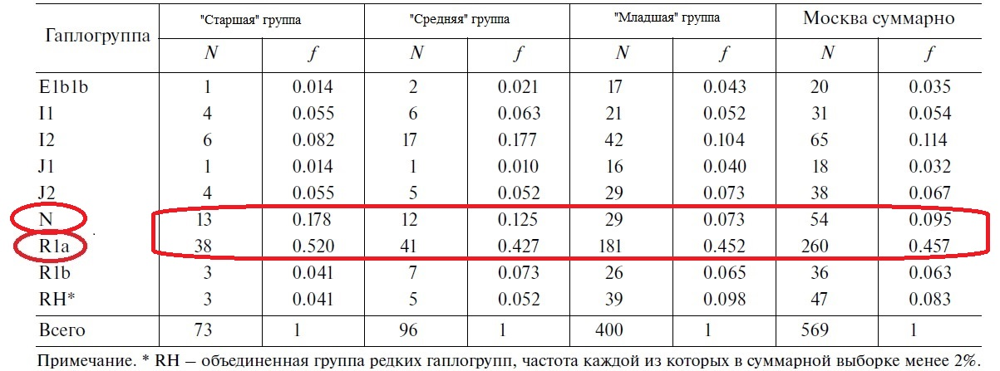 Гаплогруппа "Старшая" группа "Средняя" группа "Младшая" группа Москва суммарно
N f N f N f N f
E1b1b 1 0.014 2 0.021 17 0.043 20 0.035
I1 4 0.055 6 0.063 21 0.052 31 0.054
I2 6 0.082 17 0.177 42 0.104 65 0.114
J1 1 0.014 1 0.010 16 0.040 18 0.032
J2 4 0.055 5 0.052 29 0.073 38 0.067
N 13 0.178 12 0.125 29 0.073 54 0.095
R1a 38 0.520 41 0.427 181 0.452 260 0.457
R1b 3 0.041 7 0.073 26 0.065 36 0.063
RH* 3 0.041 5 0.052 39 0.098 47 0.083
Всего 73 1 96 1 400 1 569 1
Примечание. * RH – объединенная группа редких гаплогрупп, частота каждой из которых в суммарной выборке менее 2%.